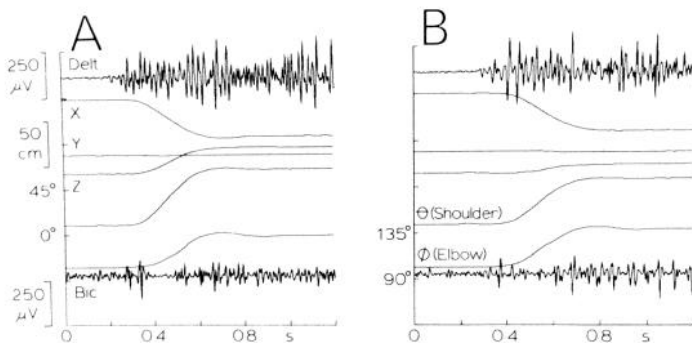 A
Delt
250
μV
X
50
cm
Y
45°
Z
0°
Bic
250
μV
0
0.4
0.8
s
B
θ (Shoulder)
135°
ϕ (Elbow)
90°
0
0.4
0.8
s